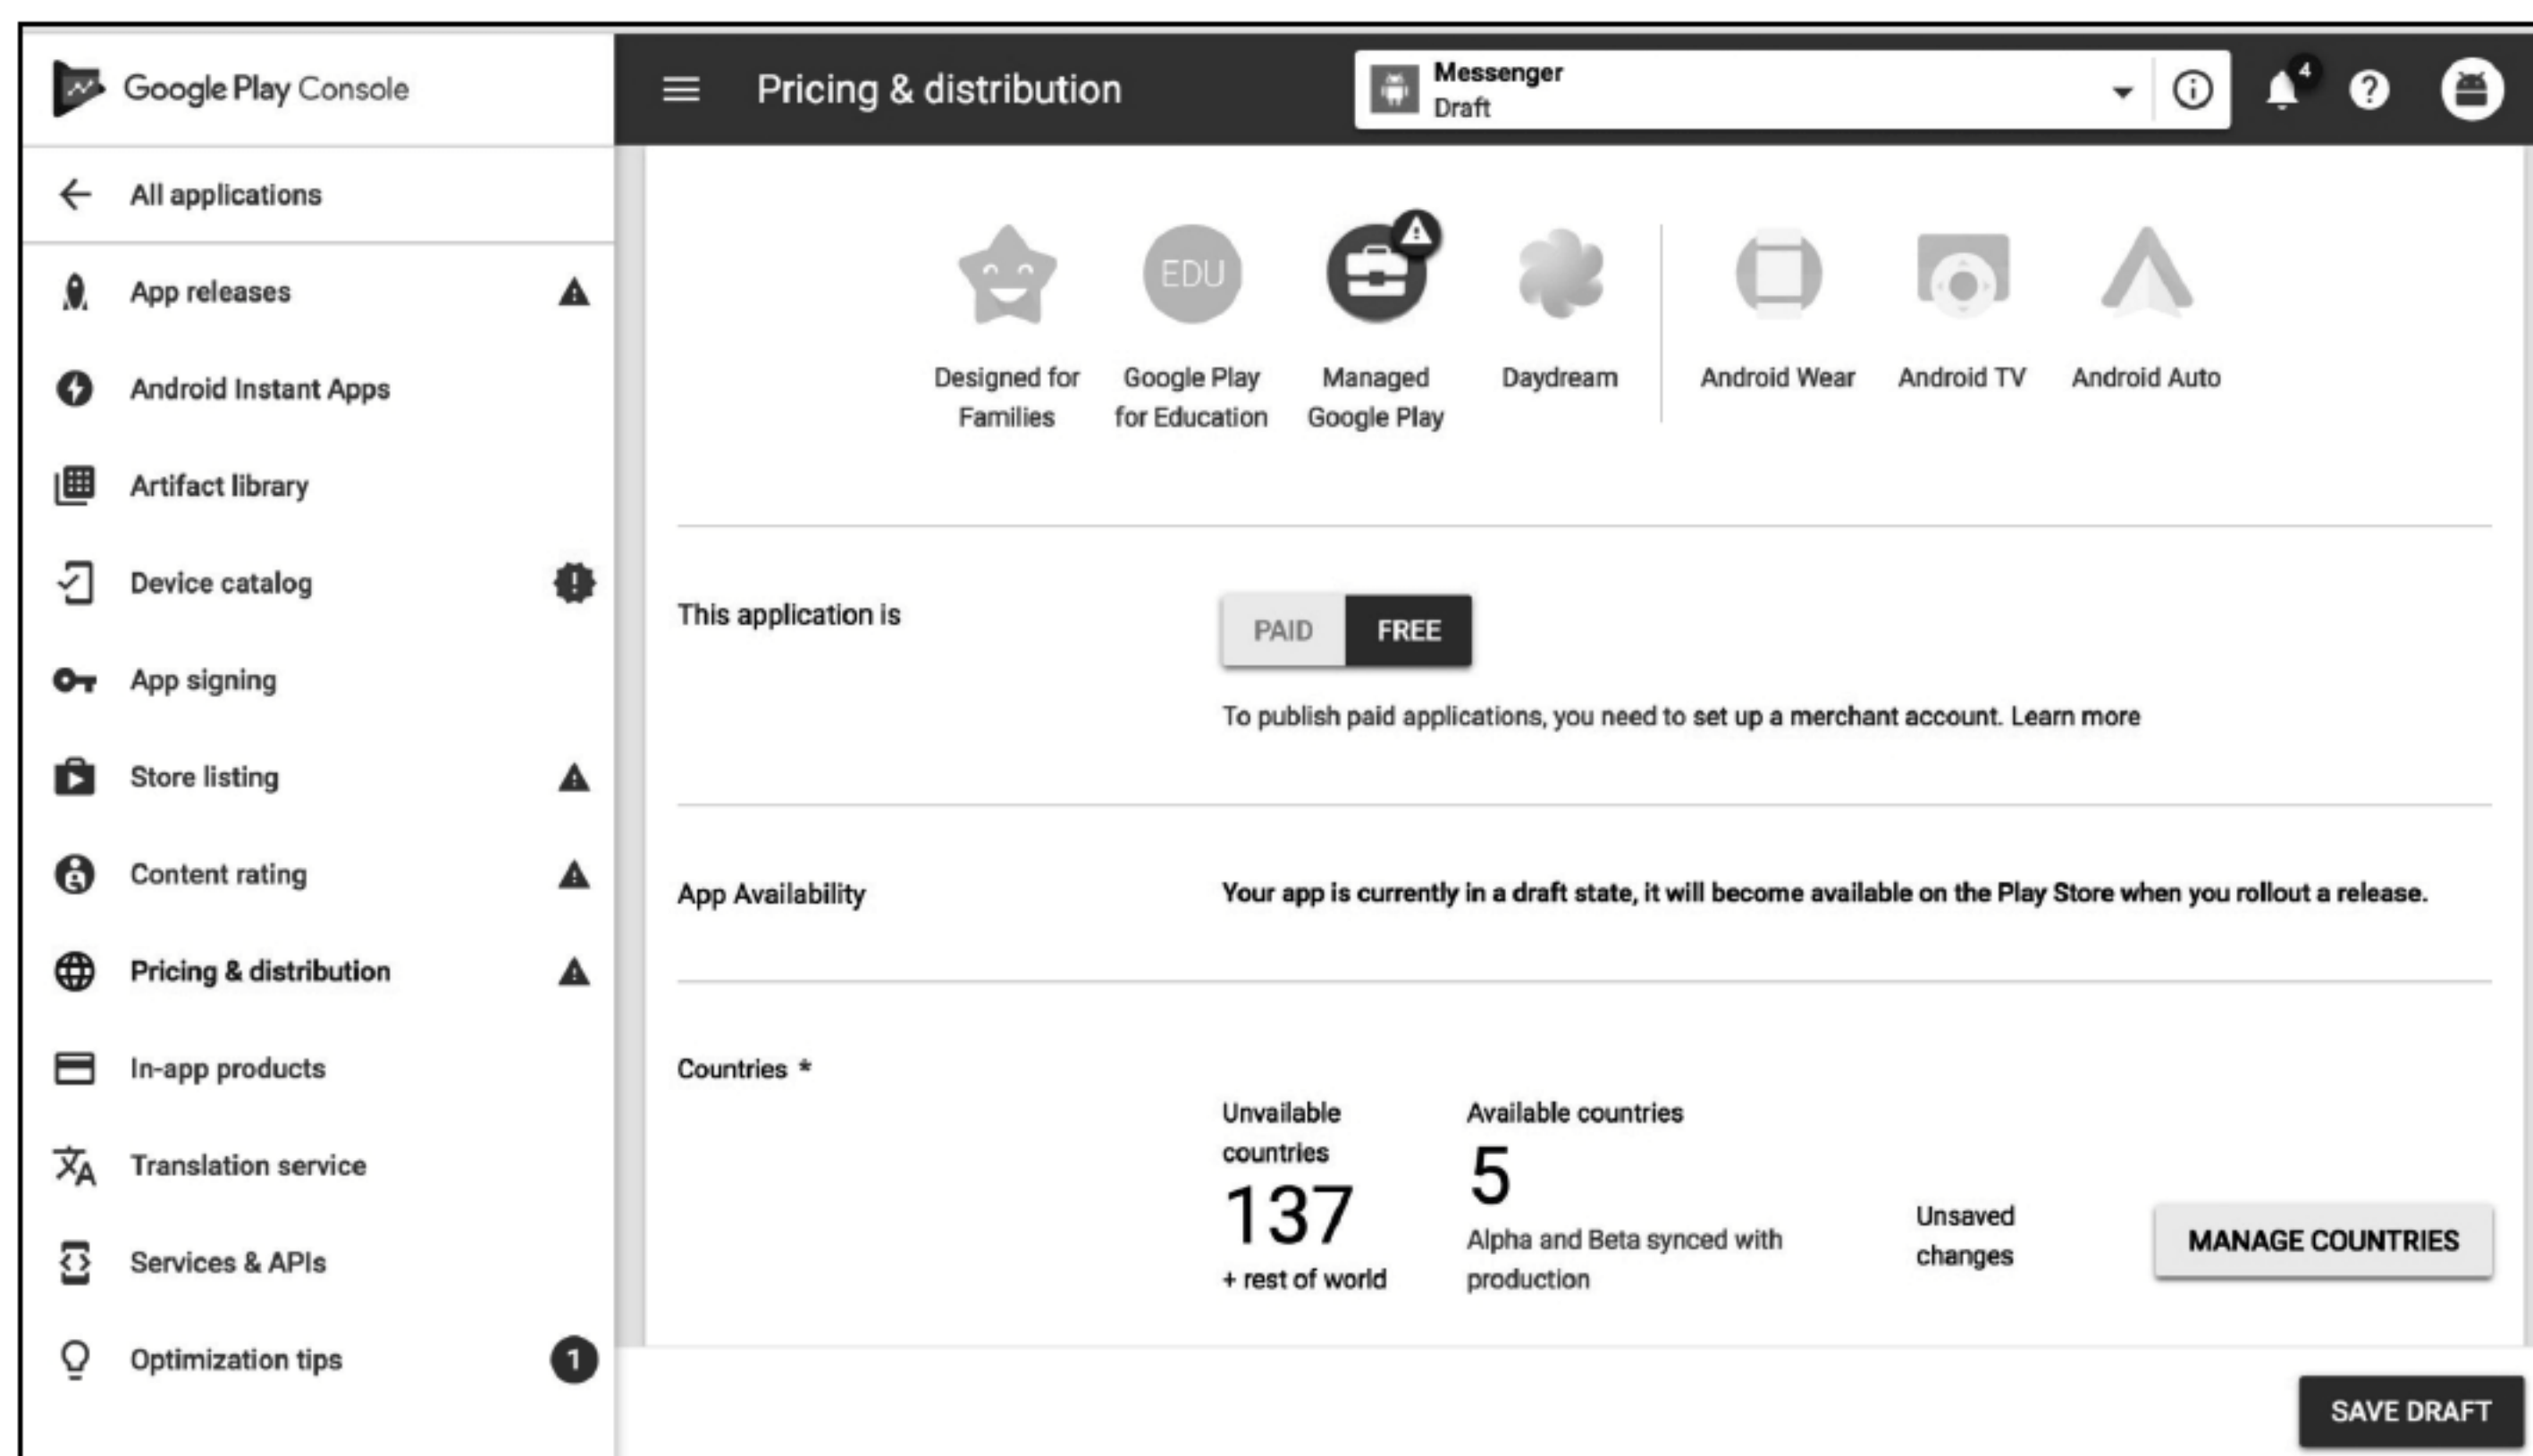 Google Play Console
Pricing & distribution
Messenger
Draft
4
All applications
App releases
Android Instant Apps
Artifact library
Device catalog
App signing
Store listing
Content rating
Pricing & distribution
In-app products
Translation service
Services & APIs
Optimization tips
1
EDU
Designed for
Families
Google Play
for Education
Managed
Google Play
Daydream
Android Wear
Android TV
Android Auto
This application is
PAID
FREE
To publish paid applications, you need to set up a merchant account. Learn more
App Availability
Your app is currently in a draft state, it will become available on the Play Store when you rollout a release.
Countries *
Unvailable
countries
137
+ rest of world
Available countries
5
Alpha and Beta synced with
production
Unsaved
changes
MANAGE COUNTRIES
SAVE DRAFT